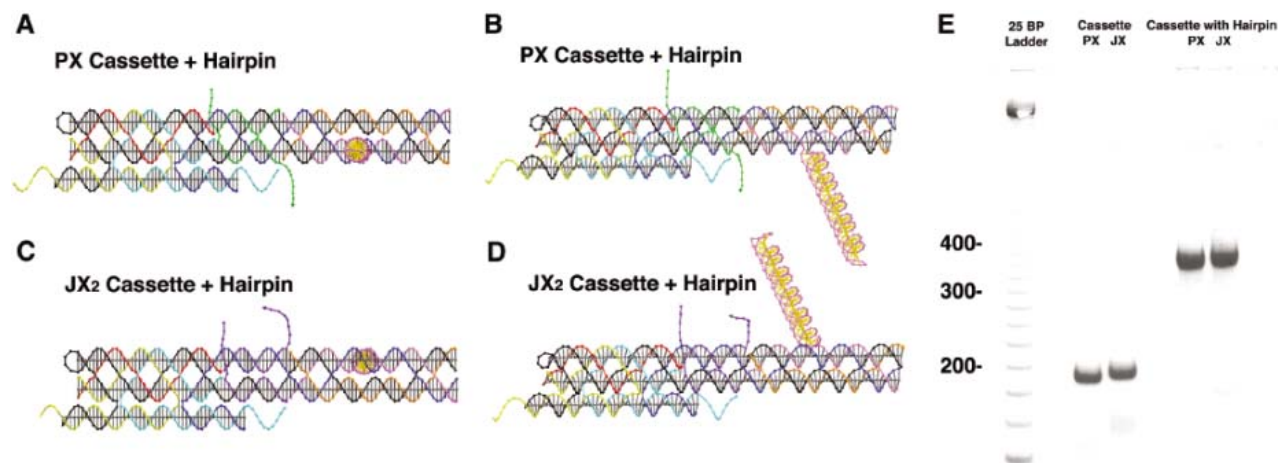 A
PX Cassette + Hairpin
B
PX Cassette + Hairpin
C
JX2 Cassette + Hairpin
D
JX2 Cassette + Hairpin
E
25 BP Ladder
Cassette
PX JX
Cassette with Hairpin
PX JX
400-
300-
200-